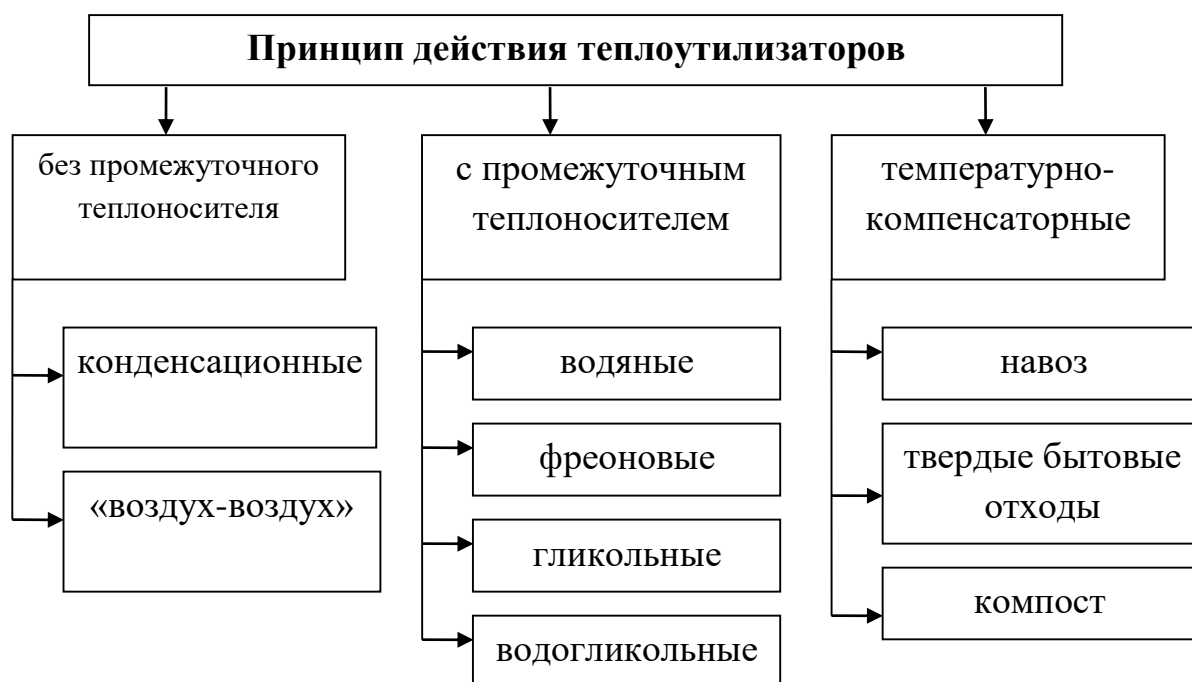 Принцип действия теплоутилизаторов
без промежуточного
теплоносителя
конденсационные
«воздух-воздух»
с промежуточным
теплоносителем
водяные
фреоновые
гликольные
водогликольные
температурно-
компенсаторные
навоз
твердые бытовые
отходы
компост